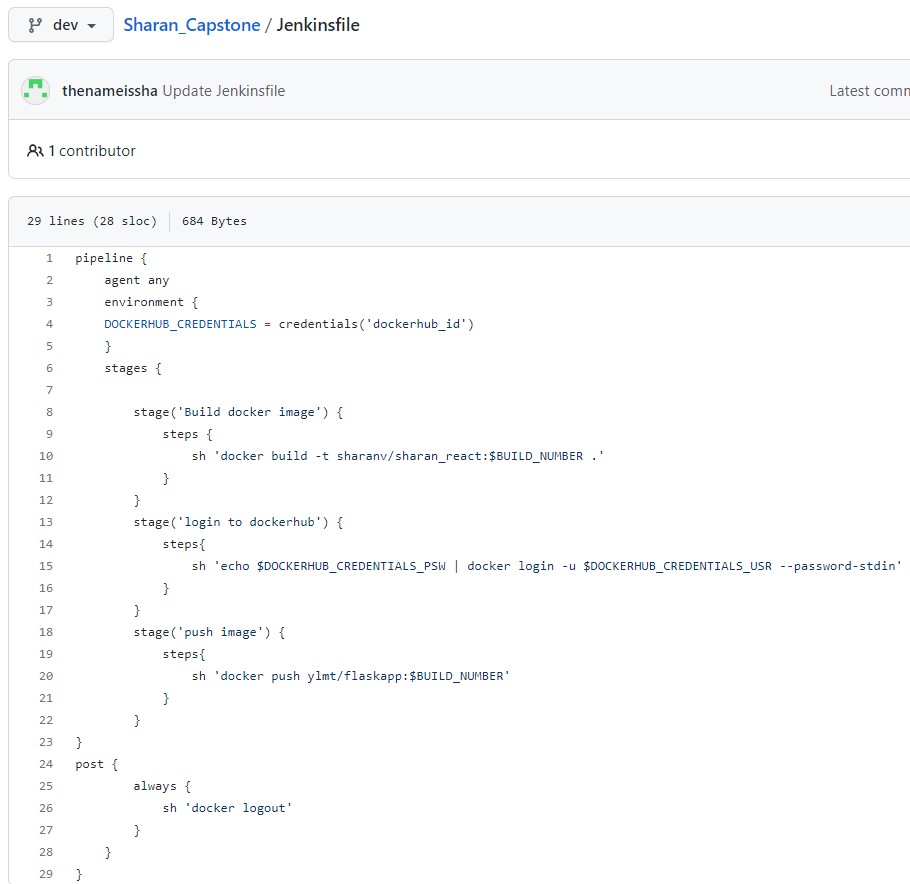 dev Sharan_Capstone / Jenkinsfile
thenameissha Update Jenkinsfile Latest
1 contributor
29 lines (28 sloc) 684 Bytes
1 pipeline {
2     agent any
3     environment {
4     DOCKERHUB_CREDENTIALS = credentials('dockerhub_id')
5     }
6     stages {
7
8         stage('Build docker image') {
9             steps {
10                 sh 'docker build -t sharanv/sharan_react:$BUILD_NUMBER .'
11             }
12         }
13         stage('login to dockerhub') {
14             steps{
15                 sh 'echo $DOCKERHUB_CREDENTIALS_PSW | docker login -u $DOCKERHUB_CREDENTIALS_USR --password-stdin'
16             }
17         }
18         stage('push image') {
19             steps{
20                 sh 'docker push ylmt/flaskapp:$BUILD_NUMBER'
21             }
22         }
23 }
24 post {
25         always {
26             sh 'docker logout'
27         }
28     }
29 }